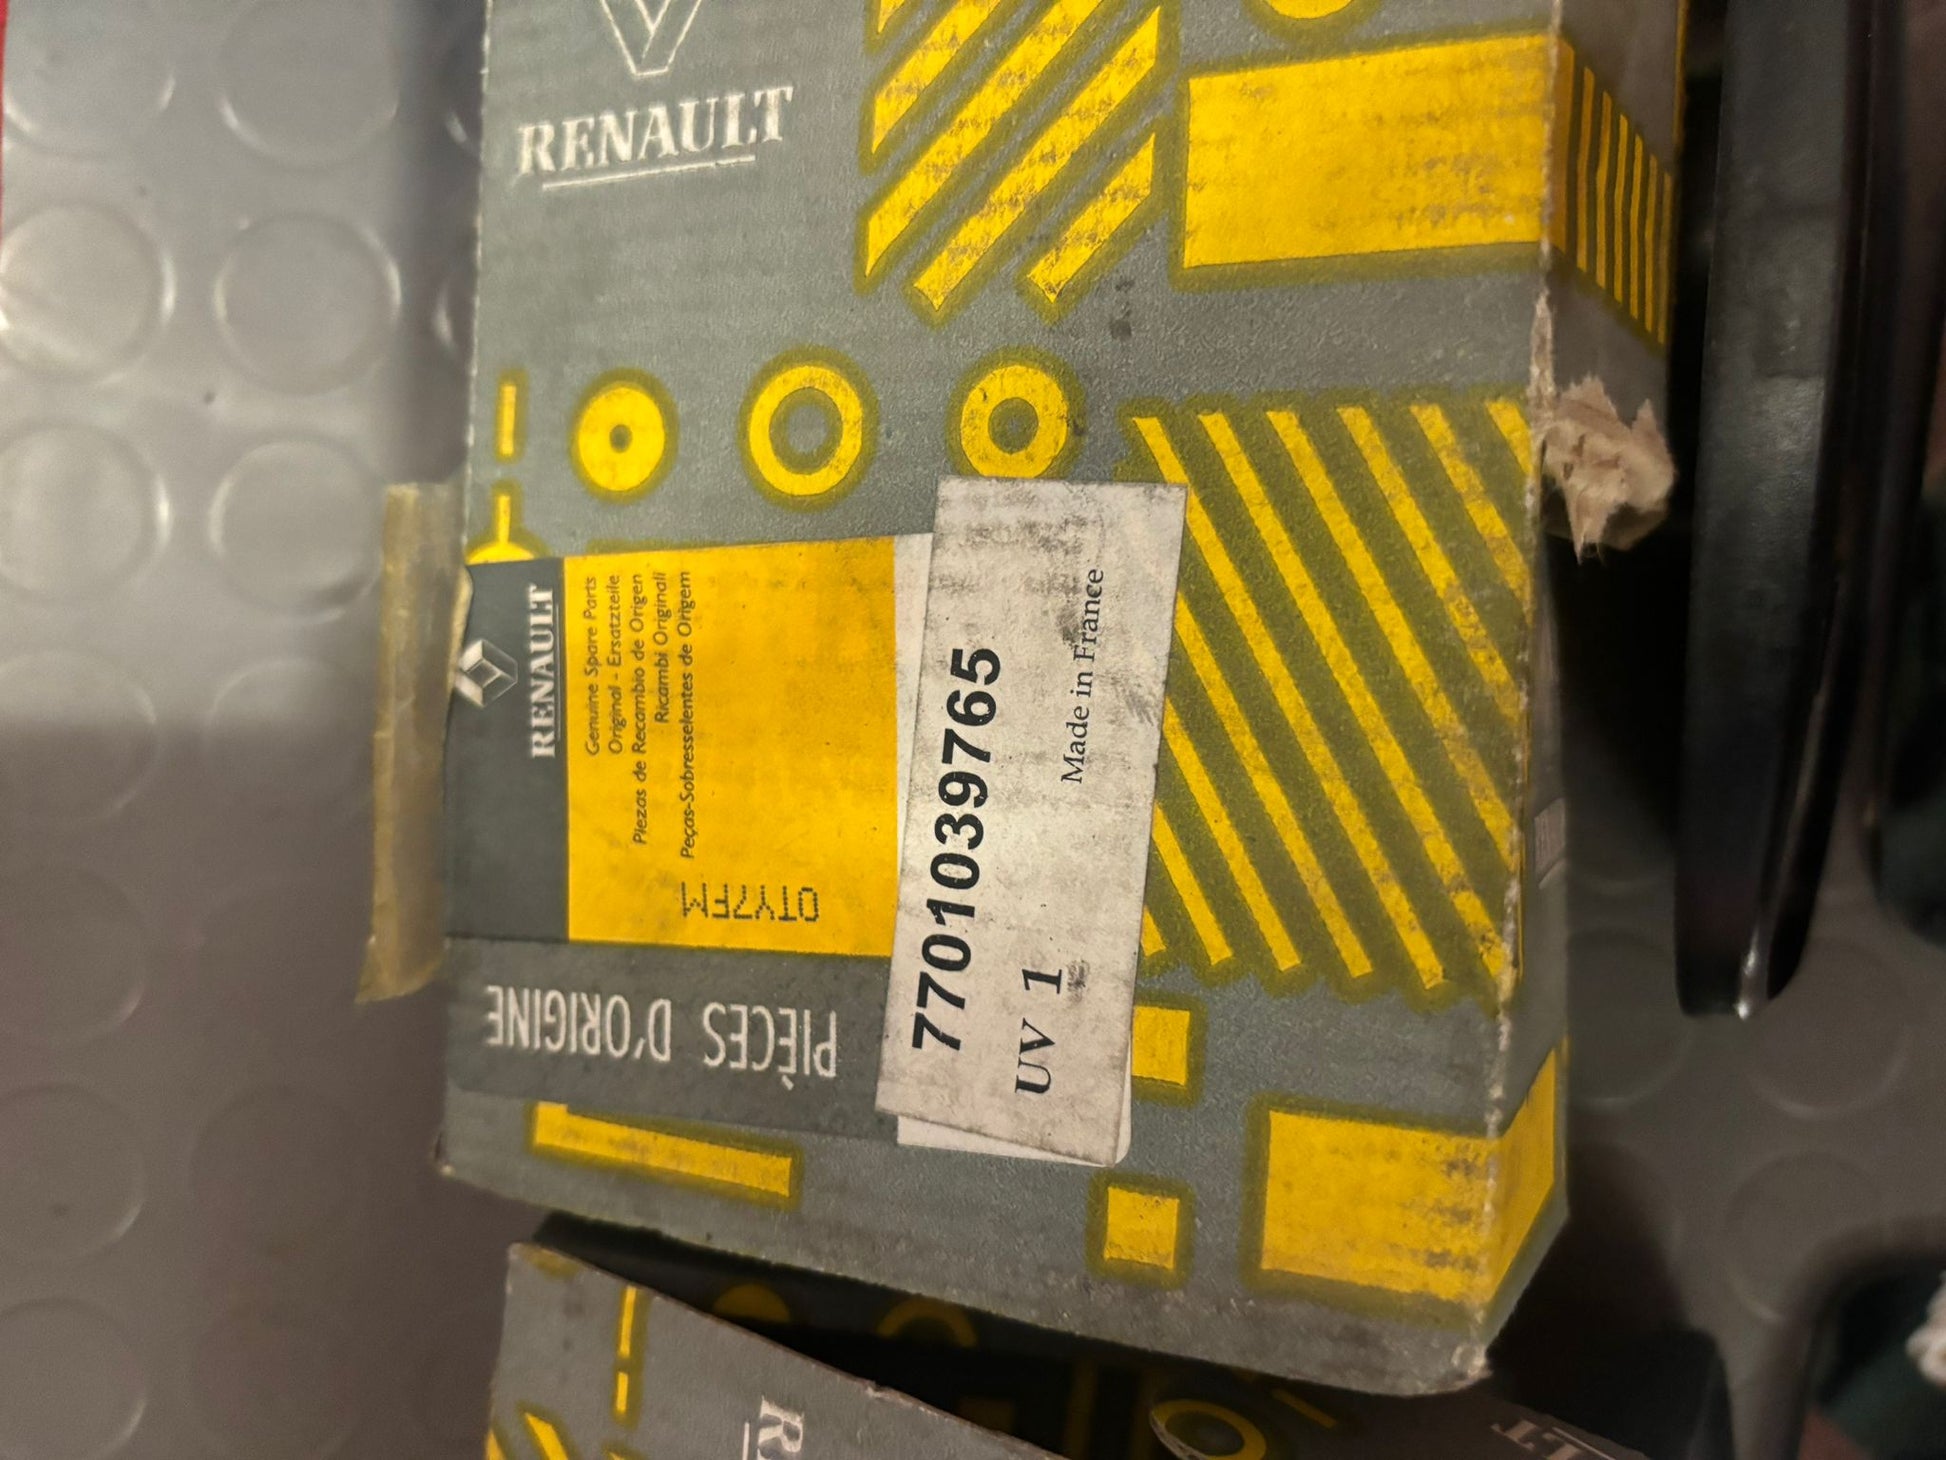 RENAULT
RENAULT
Genuine Spare Parts
Original - Ersatzteile
Piezas de Recambio de Origen
Ricambi Originali
Peças-Sobresselentes de Origem
OTY7FM
PIÈCES D'ORIGINE
7701039765
UV 1
Made in France